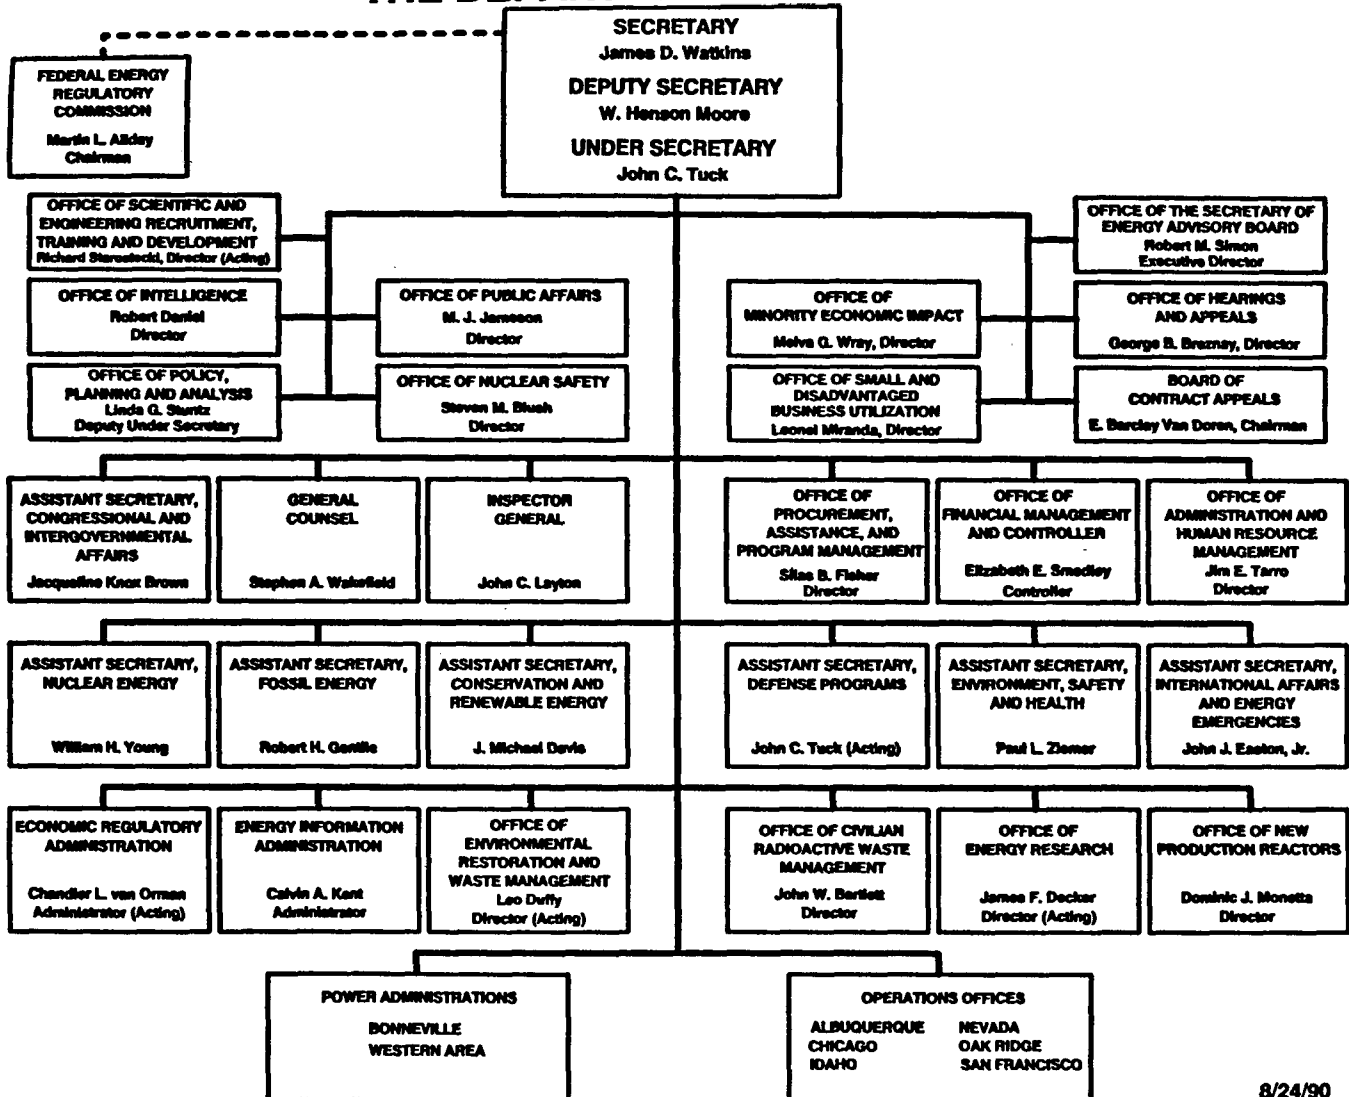 SECRETARY
James D. Watkins
DEPUTY SECRETARY
W. Henson Moore
UNDER SECRETARY
John C. Tuck
FEDERAL ENERGY
REGULATORY
COMMISSION
Martin L. Allday
Chairman
OFFICE OF SCIENTIFIC AND
ENGINEERING RECRUITMENT,
TRAINING AND DEVELOPMENT
Richard Starostecki, Director (Acting)
OFFICE OF INTELLIGENCE
Robert Daniel
Director
OFFICE OF POLICY,
PLANNING AND ANALYSIS
Linda G. Stuntz
Deputy Under Secretary
OFFICE OF PUBLIC AFFAIRS
M. J. Jameson
Director
OFFICE OF NUCLEAR SAFETY
Steven M. Blush
Director
OFFICE OF
MINORITY ECONOMIC IMPACT
Melva G. Wray, Director
OFFICE OF SMALL AND
DISADVANTAGED
BUSINESS UTILIZATION
Leonel Miranda, Director
OFFICE OF THE SECRETARY OF
ENERGY ADVISORY BOARD
Robert M. Simon
Executive Director
OFFICE OF HEARINGS
AND APPEALS
George B. Breznay, Director
BOARD OF
CONTRACT APPEALS
E. Barclay Van Doren, Chairman
ASSISTANT SECRETARY,
CONGRESSIONAL AND
INTERGOVERNMENTAL
AFFAIRS
Jacqueline Knox Brown
GENERAL
COUNSEL
Stephen A. Wakefield
INSPECTOR
GENERAL
John C. Layton
OFFICE OF
PROCUREMENT,
ASSISTANCE, AND
PROGRAM MANAGEMENT
Silas B. Fisher
Director
OFFICE OF
FINANCIAL MANAGEMENT
AND CONTROLLER
Elizabeth E. Smedley
Controller
OFFICE OF
ADMINISTRATION AND
HUMAN RESOURCE
MANAGEMENT
Jim E. Tarro
Director
ASSISTANT SECRETARY,
NUCLEAR ENERGY
William H. Young
ASSISTANT SECRETARY,
FOSSIL ENERGY
Robert H. Gentile
ASSISTANT SECRETARY,
CONSERVATION AND
RENEWABLE ENERGY
J. Michael Davis
ASSISTANT SECRETARY,
DEFENSE PROGRAMS
John C. Tuck (Acting)
ASSISTANT SECRETARY,
ENVIRONMENT, SAFETY
AND HEALTH
Paul L. Ziemer
ASSISTANT SECRETARY,
INTERNATIONAL AFFAIRS
AND ENERGY
EMERGENCIES
John J. Easton, Jr.
ECONOMIC REGULATORY
ADMINISTRATION
Chandler L. van Orman
Administrator (Acting)
ENERGY INFORMATION
ADMINISTRATION
Calvin A. Kent
Administrator
OFFICE OF
ENVIRONMENTAL
RESTORATION AND
WASTE MANAGEMENT
Leo Duffy
Director (Acting)
OFFICE OF CIVILIAN
RADIOACTIVE WASTE
MANAGEMENT
John W. Bartlett
Director
OFFICE OF
ENERGY RESEARCH
James F. Decker
Director (Acting)
OFFICE OF NEW
PRODUCTION REACTORS
Dominic J. Monetta
Director
POWER ADMINISTRATIONS
BONNEVILLE
WESTERN AREA
OPERATIONS OFFICES
ALBUQUERQUE NEVADA
CHICAGO OAK RIDGE
IDAHO SAN FRANCISCO
8/24/90